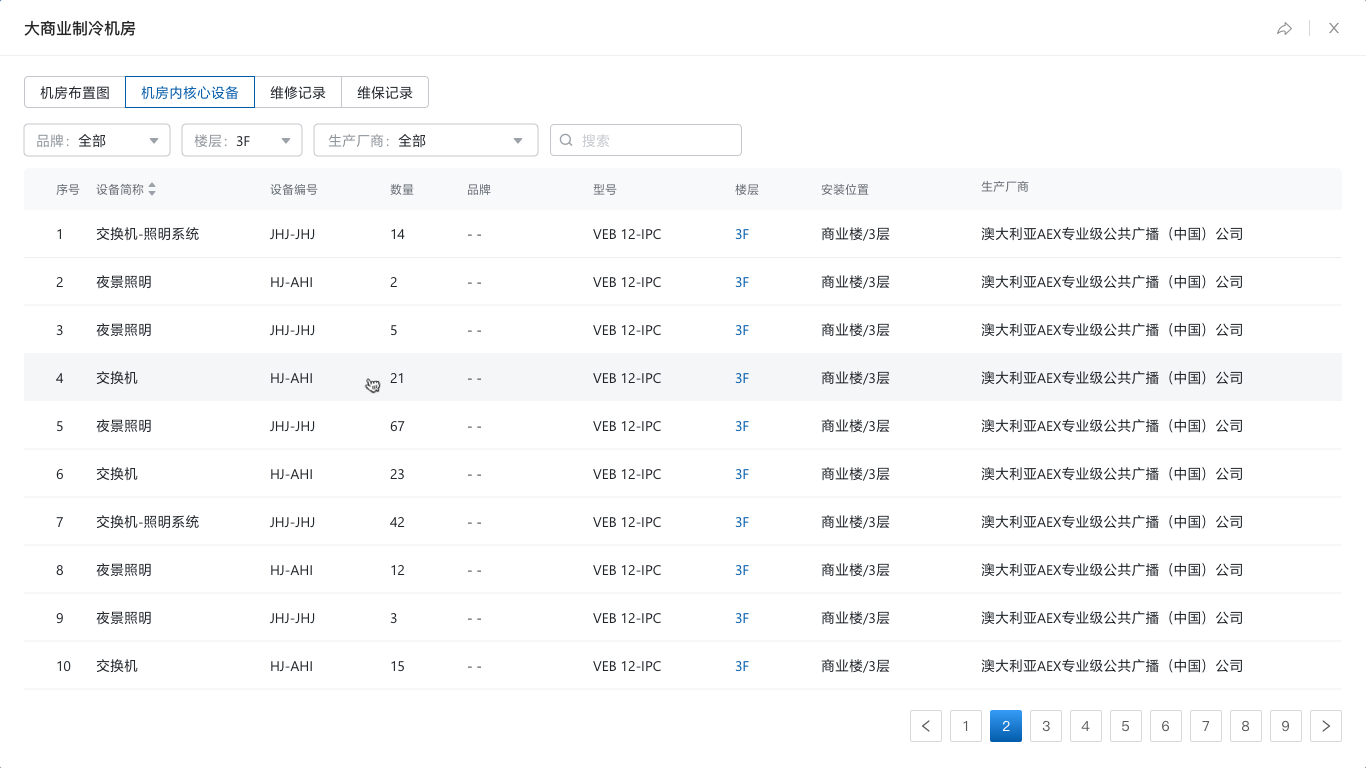 大商业制冷机房
机房布置图 机房内核心设备 维修记录 维保记录
品牌: 全部 楼层: 3F 生产厂商: 全部 搜索
序号 设备简称 设备编号 数量 品牌 型号 楼层 安装位置 生产厂商
1 交换机-照明系统 JHJ-JHJ 14 - - VEB 12-IPC 3F 商业楼/3层 澳大利亚AEX专业级公共广播（中国）公司
2 夜景照明 HJ-AHI 2 - - VEB 12-IPC 3F 商业楼/3层 澳大利亚AEX专业级公共广播（中国）公司
3 夜景照明 JHJ-JHJ 5 - - VEB 12-IPC 3F 商业楼/3层 澳大利亚AEX专业级公共广播（中国）公司
4 交换机 HJ-AHI 21 - - VEB 12-IPC 3F 商业楼/3层 澳大利亚AEX专业级公共广播（中国）公司
5 夜景照明 JHJ-JHJ 67 - - VEB 12-IPC 3F 商业楼/3层 澳大利亚AEX专业级公共广播（中国）公司
6 交换机 HJ-AHI 23 - - VEB 12-IPC 3F 商业楼/3层 澳大利亚AEX专业级公共广播（中国）公司
7 交换机-照明系统 JHJ-JHJ 42 - - VEB 12-IPC 3F 商业楼/3层 澳大利亚AEX专业级公共广播（中国）公司
8 夜景照明 HJ-AHI 12 - - VEB 12-IPC 3F 商业楼/3层 澳大利亚AEX专业级公共广播（中国）公司
9 夜景照明 JHJ-JHJ 3 - - VEB 12-IPC 3F 商业楼/3层 澳大利亚AEX专业级公共广播（中国）公司
10 交换机 HJ-AHI 15 - - VEB 12-IPC 3F 商业楼/3层 澳大利亚AEX专业级公共广播（中国）公司
1 2 3 4 5 6 7 8 9